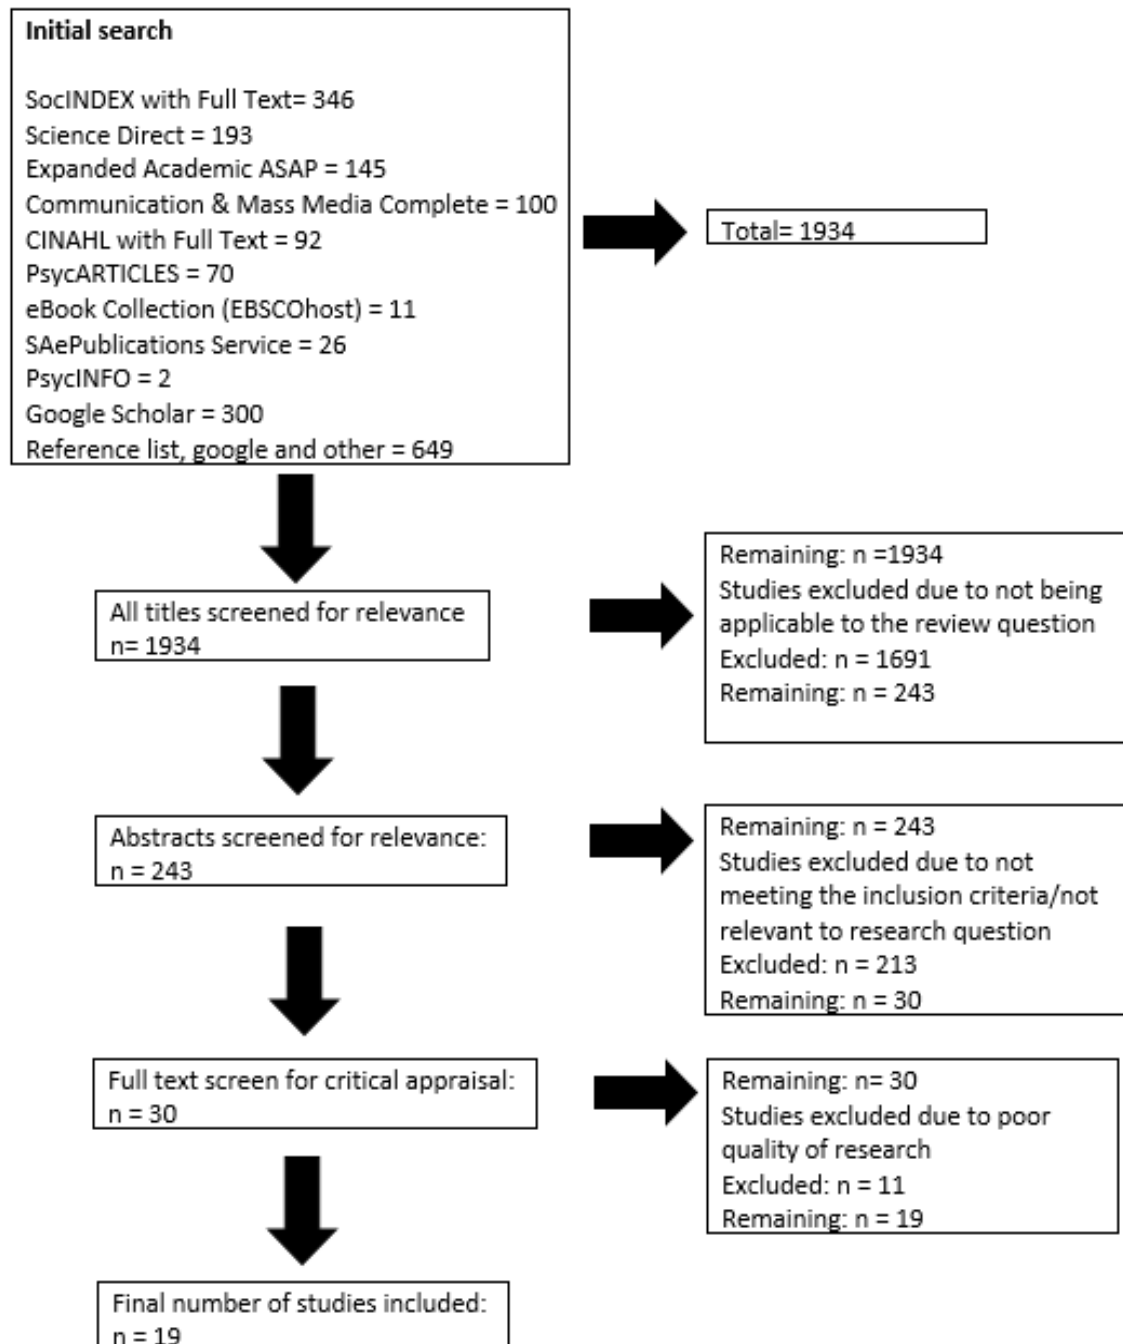 Initial search
SocINDEX with Full Text= 346
Science Direct = 193
Expanded Academic ASAP = 145
Communication & Mass Media Complete = 100
CINAHL with Full Text = 92
PsycARTICLES = 70
eBook Collection (EBSCOhost) = 11
SAePublications Service = 26
PsycINFO = 2
Google Scholar = 300
Reference list, google and other = 649
Total= 1934
All titles screened for relevance
n= 1934
Remaining: n =1934
Studies excluded due to not being
applicable to the review question
Excluded: n = 1691
Remaining: n = 243
Abstracts screened for relevance:
n = 243
Remaining: n = 243
Studies excluded due to not
meeting the inclusion criteria/not
relevant to research question
Excluded: n = 213
Remaining: n = 30
Full text screen for critical appraisal:
n = 30
Remaining: n= 30
Studies excluded due to poor
quality of research
Excluded: n = 11
Remaining: n = 19
Final number of studies included:
n = 19